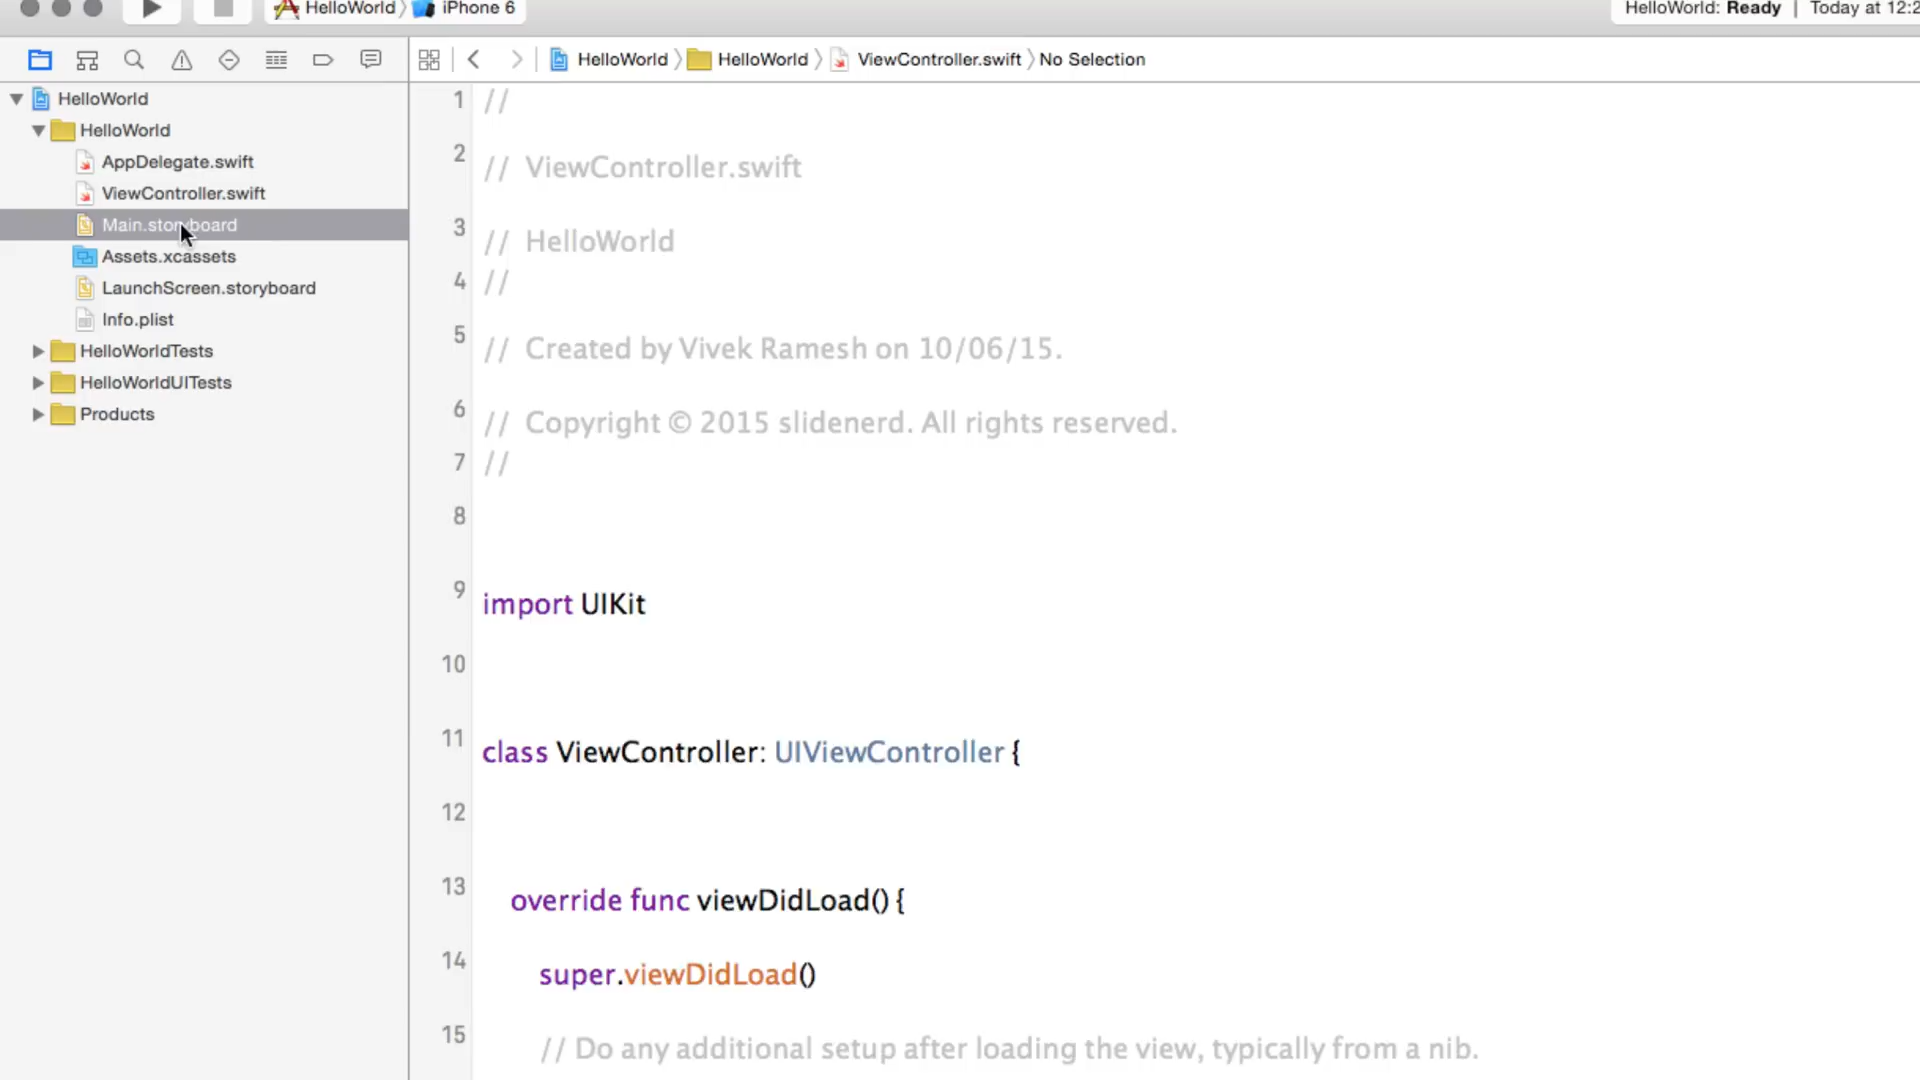 HelloWorld iPhone 6 HelloWorld: Ready | Today at 12:2
HelloWorld HelloWorld ViewController.swift No Selection
HelloWorld
HelloWorld
AppDelegate.swift
ViewController.swift
Main.storyboard
Assets.xcassets
LaunchScreen.storyboard
Info.plist
HelloWorldTests
HelloWorldUITests
Products
1 //
2 // ViewController.swift
3 // HelloWorld
4 //
5 // Created by Vivek Ramesh on 10/06/15.
6 // Copyright © 2015 slidenerd. All rights reserved.
7 //
8
9 import UIKit
10
11 class ViewController: UIViewController {
12
13 override func viewDidLoad() {
14 super.viewDidLoad()
15 // Do any additional setup after loading the view, typically from a nib.